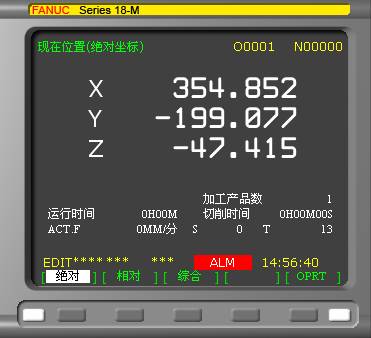 FANUC Series 18-M
现在位置(绝对坐标) O0001 N00000
X 354.852
Y -199.077
Z -47.415
加工产品数 1
运行时间 0H00M 切削时间 0H00M00S
ACT.F 0MM/分 S 0 T 13
EDIT**** *** *** ALM 14:56:40
[ 绝对 ] [ 相对 ] [ 综合 ] [ ] [ OPRT ]